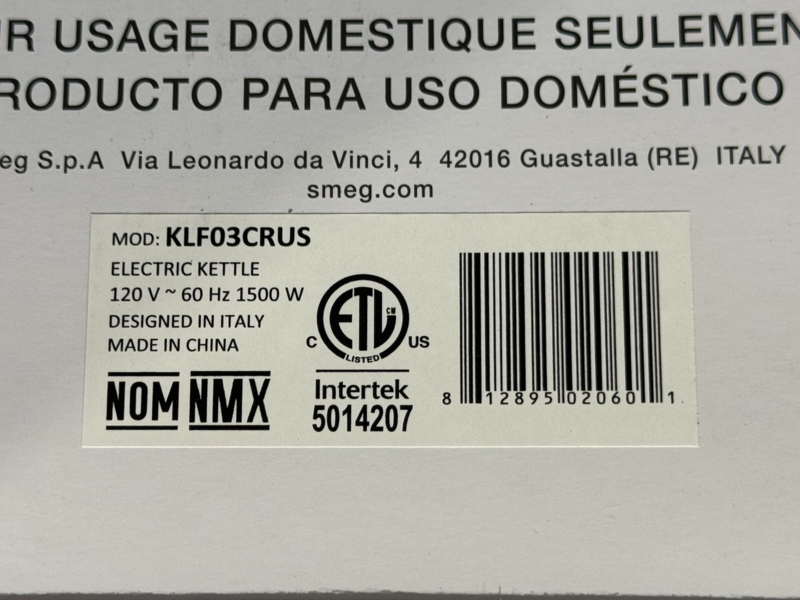 UR USAGE DOMESTIQUE SEULEMEN
RODUCTO PARA USO DOMÉSTICO
eg S.p.A Via Leonardo da Vinci, 4 42016 Guastalla (RE) ITALY
smeg.com
MOD: KLF03CRUS
ELECTRIC KETTLE
120 V ~ 60 Hz 1500 W
DESIGNED IN ITALY
MADE IN CHINA
NOM NMX
ETL CM
C US
LISTED
Intertek
5014207
8 12895 02060 1